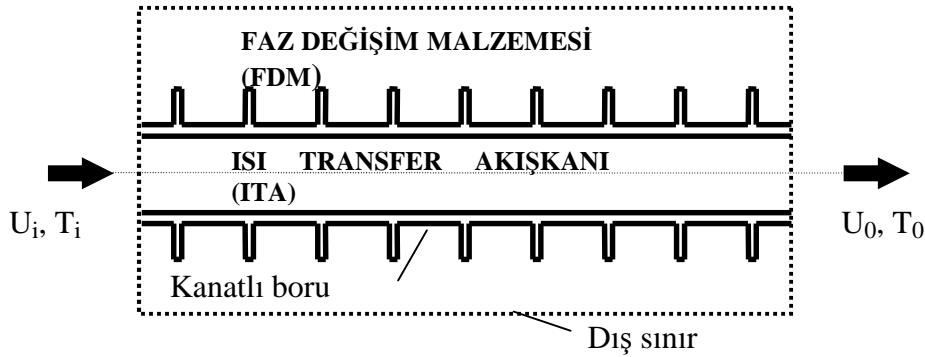 FAZ DEĞİŞİM MALZEMESİ
(FDM)
ISI TRANSFER AKIŞKANI
(ITA)
Uᵢ, Tᵢ
U₀, T₀
Kanatlı boru
Dış sınır